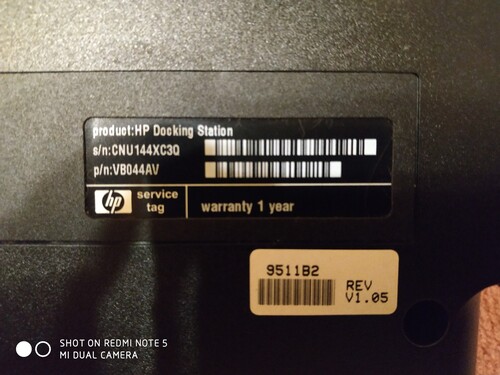 product:HP Docking Station
s/n:CNU144XC3Q
p/n:VB044AV
hp
service
tag
warranty 1 year
9511B2
REV
V1.05
SHOT ON REDMI NOTE 5
MI DUAL CAMERA